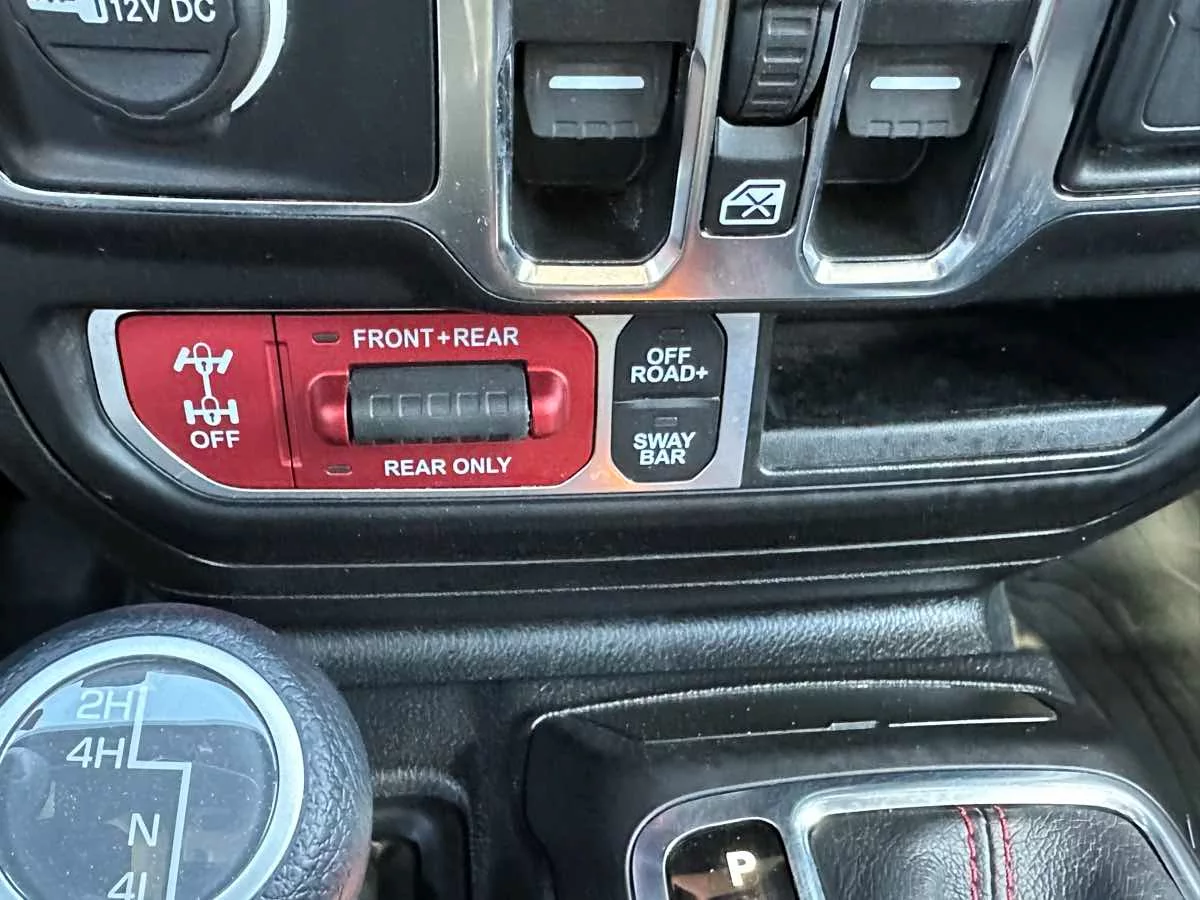 12V DC
FRONT+REAR
OFF
REAR ONLY
OFF
ROAD+
SWAY
BAR
2H
4H
N
4L
P